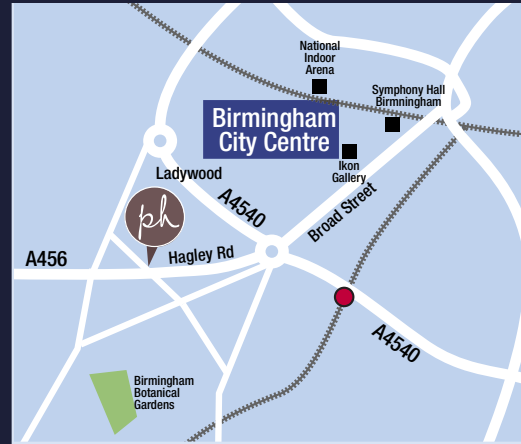 National
Indoor
Arena
Symphony Hall
Birmningham
Birmingham
City Centre
Ikon
Gallery
Ladywood
A4540
Broad Street
ph
Hagley Rd
A456
A4540
Birmingham
Botanical
Gardens